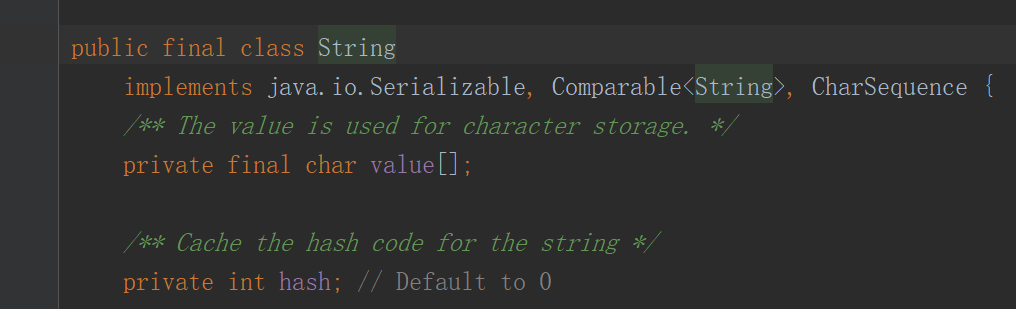 public final class String
implements java.io.Serializable, Comparable<String>, CharSequence {
/** The value is used for character storage. */
private final char value[];
/** Cache the hash code for the string */
private int hash; // Default to 0